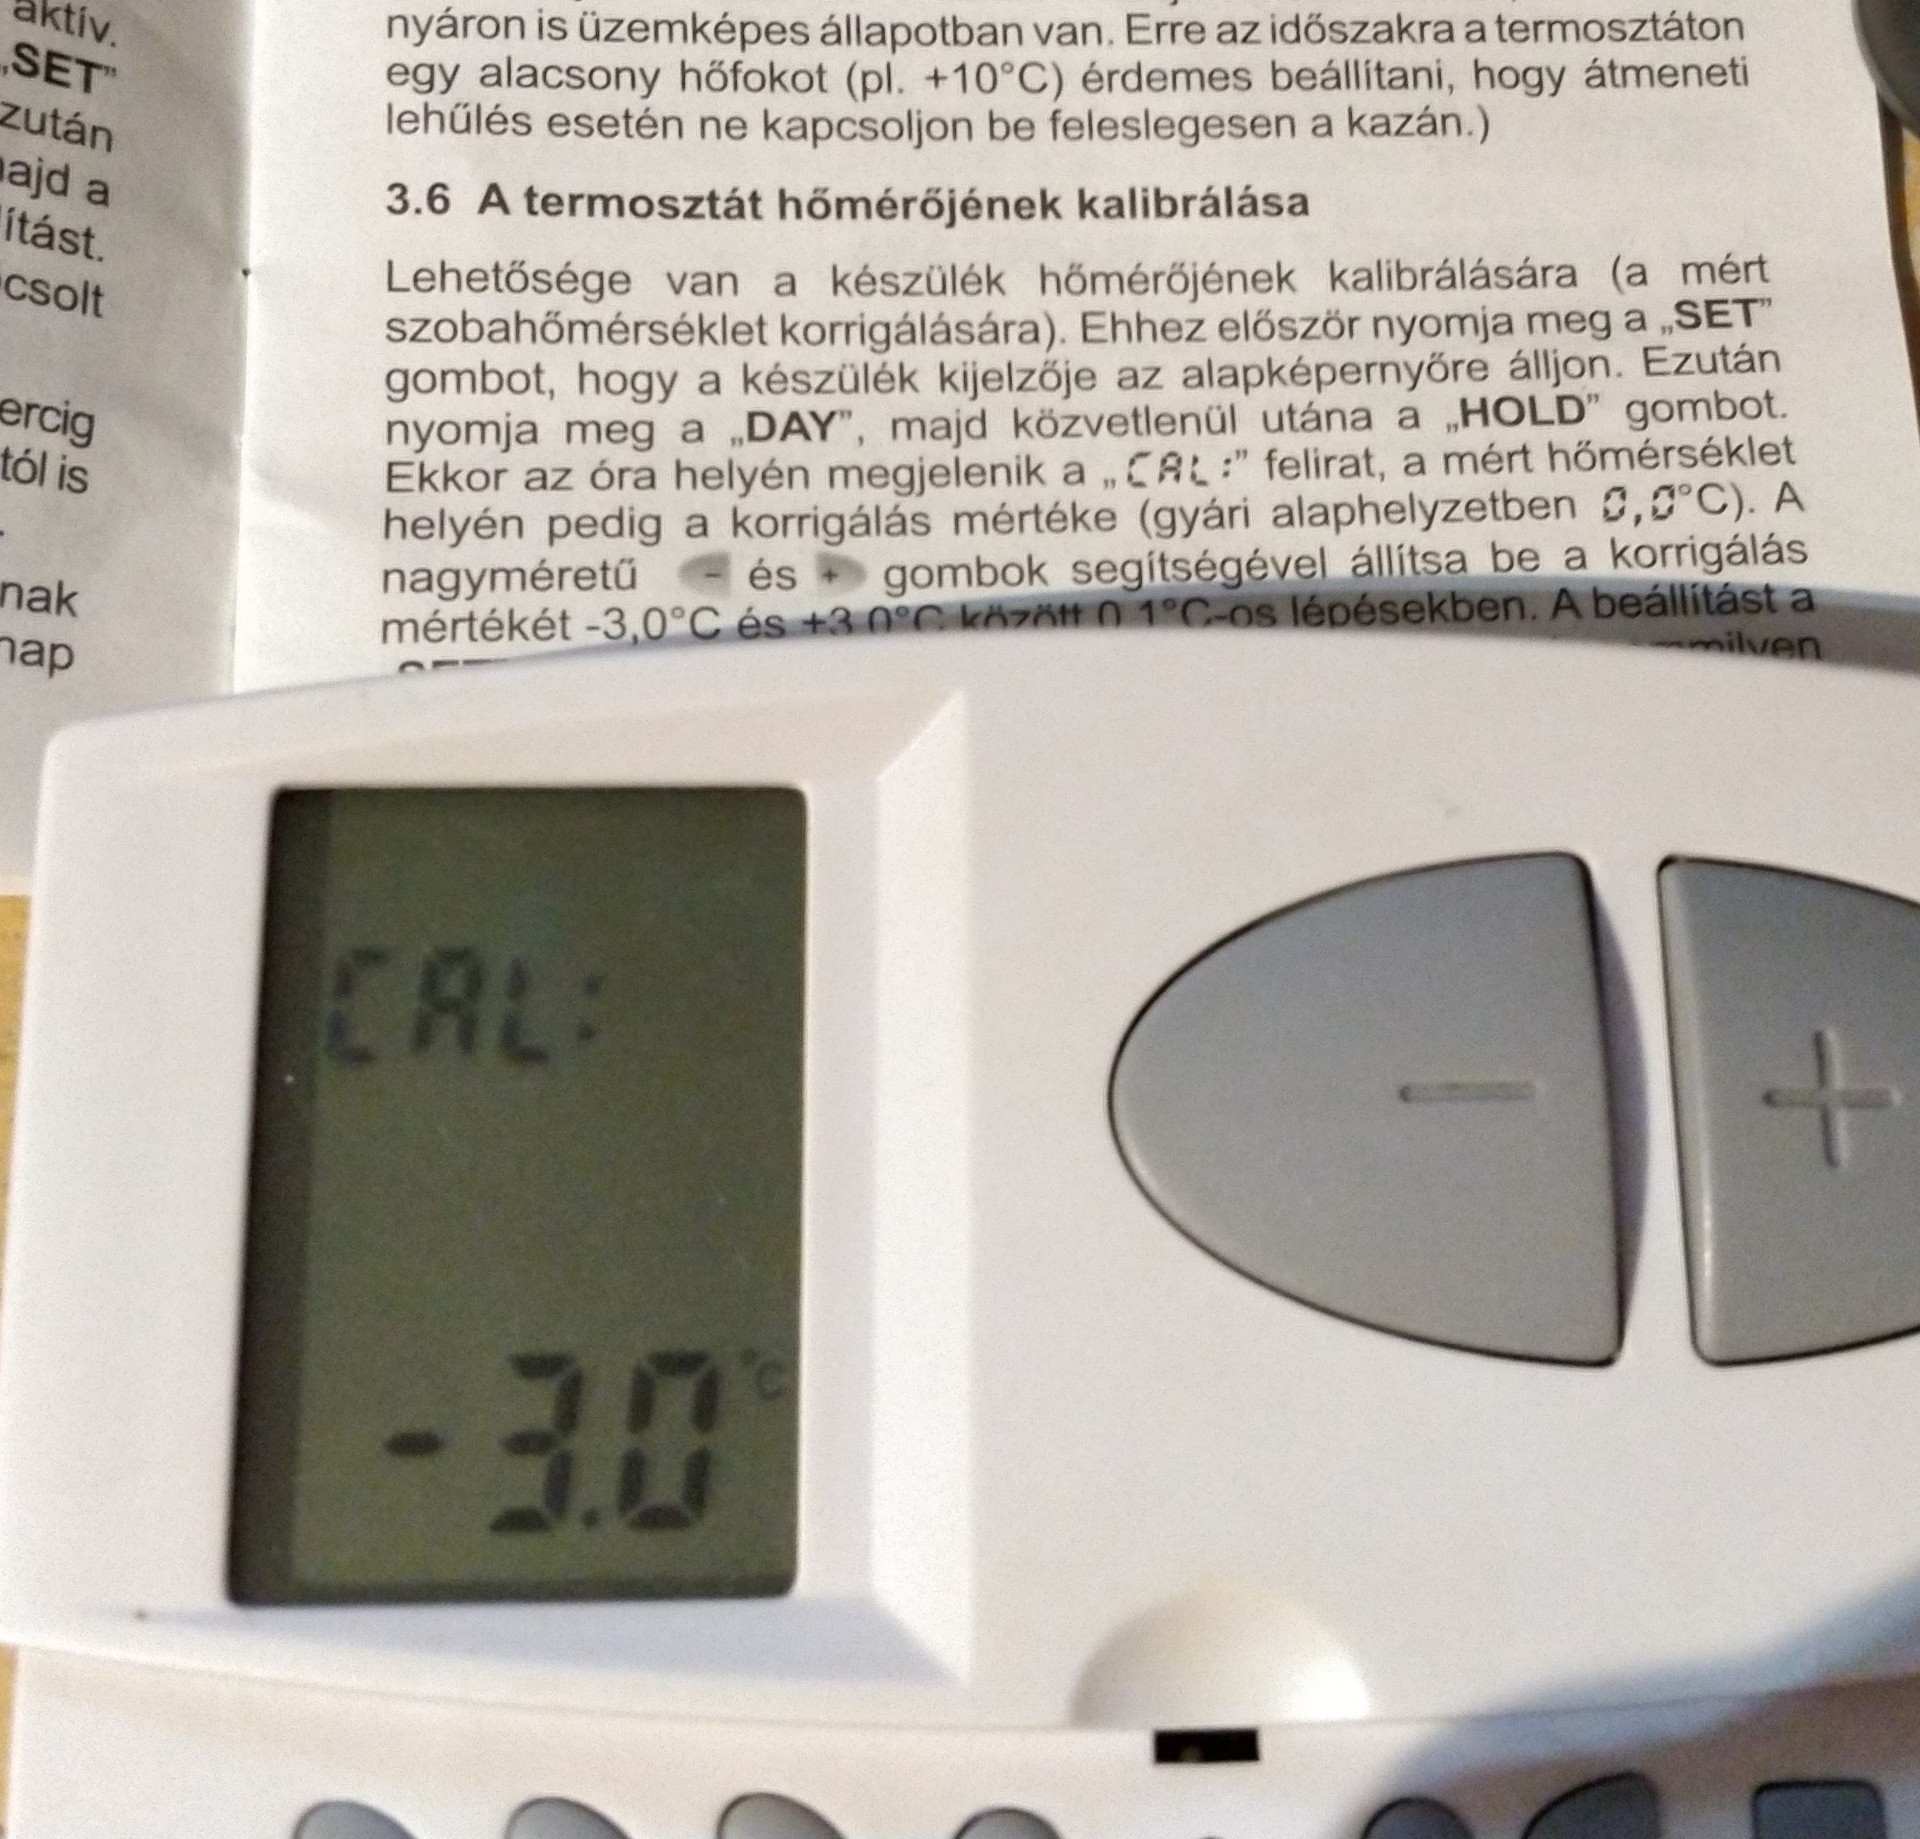 aktív.
„SET”
zután
ajd a
ítást.
csolt
ercig
tól is
nak
nap
nyáron is üzemképes állapotban van. Erre az időszakra a termosztáton
egy alacsony hőfokot (pl. +10°C) érdemes beállítani, hogy átmeneti
lehűlés esetén ne kapcsoljon be feleslegesen a kazán.)
3.6 A termosztát hőmérőjének kalibrálása
Lehetősége van a készülék hőmérőjének kalibrálására (a mért
szobahőmérséklet korrigálására). Ehhez először nyomja meg a „SET”
gombot, hogy a készülék kijelzője az alapképernyőre álljon. Ezután
nyomja meg a „DAY”, majd közvetlenül utána a „HOLD” gombot.
Ekkor az óra helyén megjelenik a „CAL:” felirat, a mért hőmérséklet
helyén pedig a korrigálás mértéke (gyári alaphelyzetben 0,0°C). A
nagyméretű - és + gombok segítségével állítsa be a korrigálás
mértékét -3,0°C és +3,0°C között 0,1°C-os lépésekben. A beállítást a
CAL:
-3.0 °C
- +